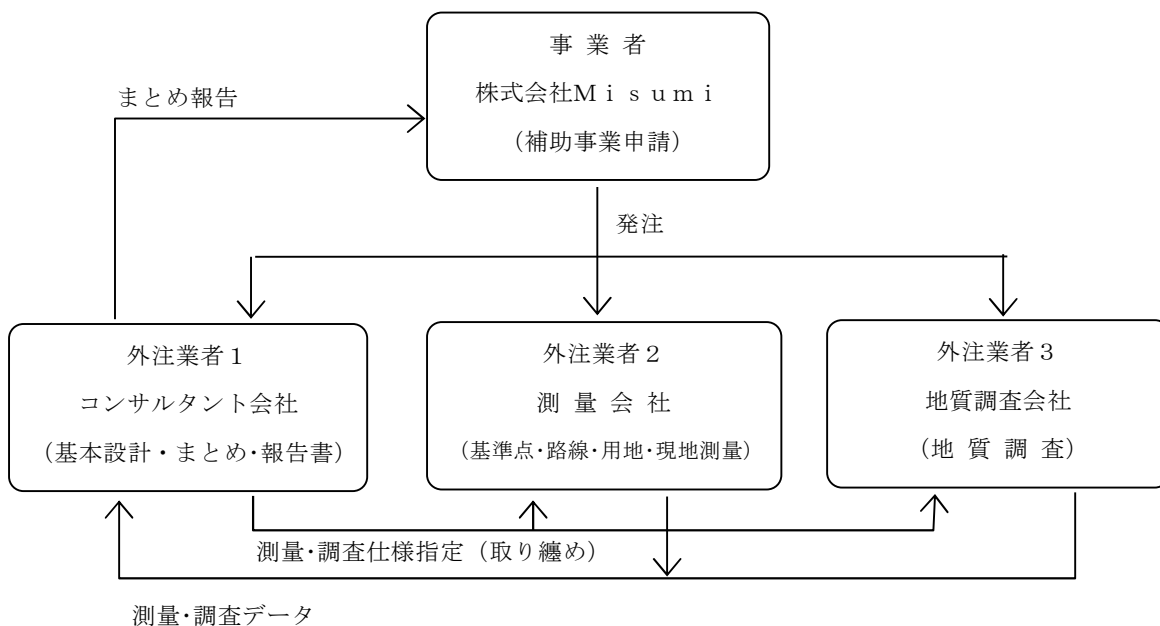 事 業 者
株式会社Ｍｉｓｕｍｉ
（補助事業申請）
まとめ報告
発注
外注業者１
コンサルタント会社
（基本設計・まとめ・報告書）
外注業者２
測 量 会 社
（基準点・路線・用地・現地測量）
外注業者３
地質調査会社
（地 質 調 査）
測量・調査仕様指定（取り纏め）
測量・調査データ